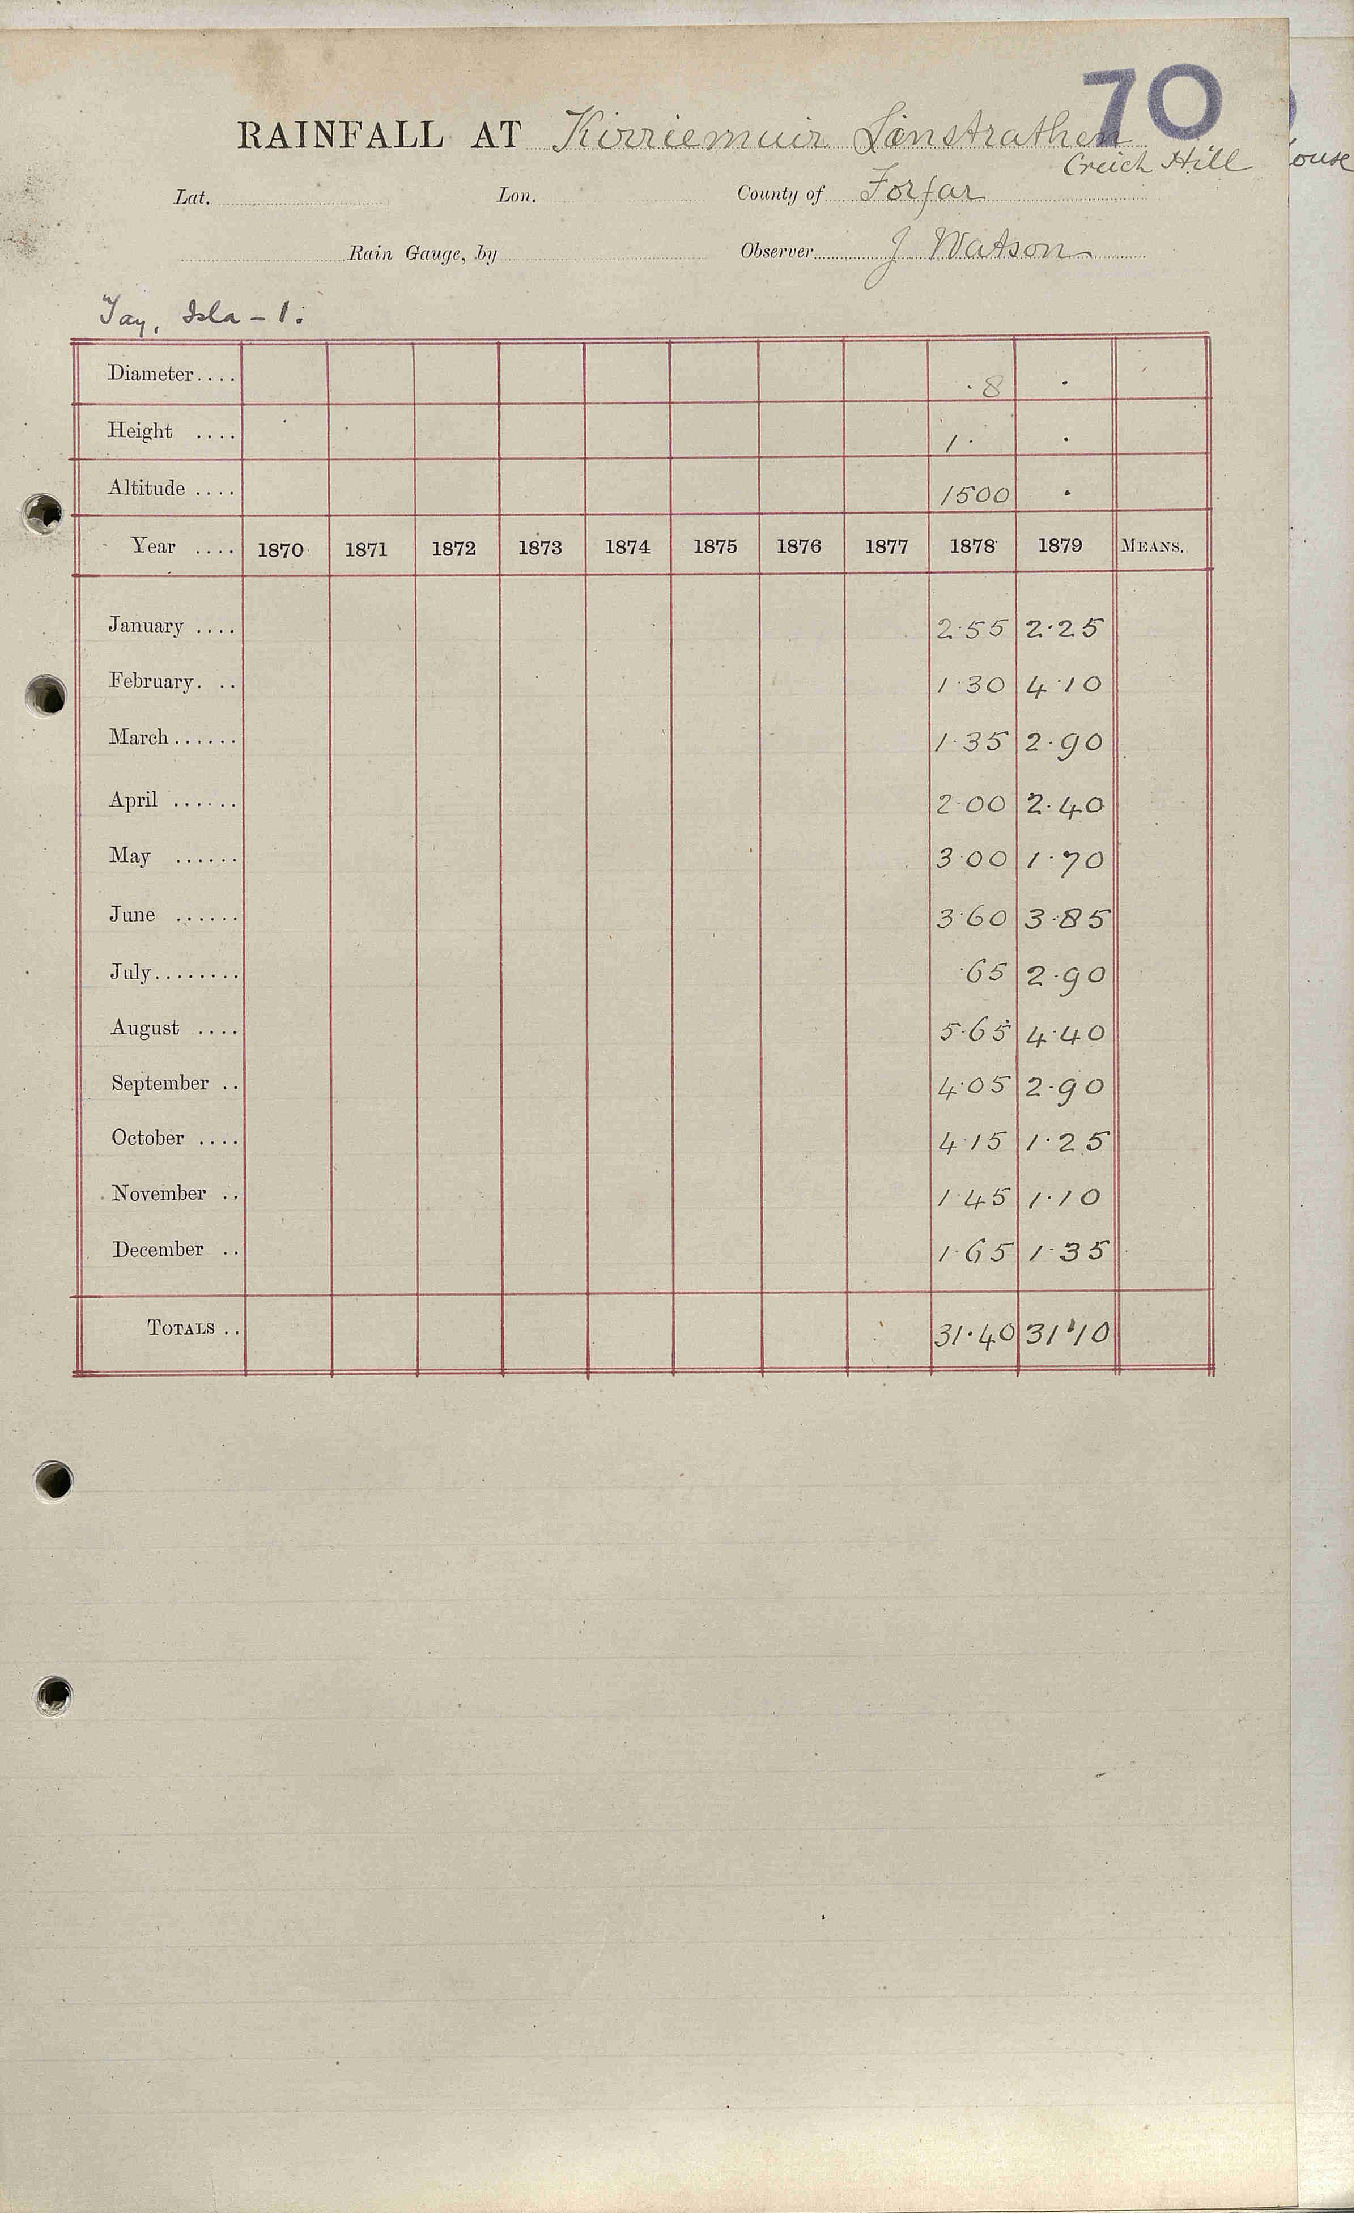 70
RAINFALL AT Kirriemuir Linstrathen
Creich Hill
ouse
Lat. Lon. County of Forfar
Rain Gauge, by Observer J Watson
Tay, Isla - 1.
Diameter.... ·8 ·
Height .... 1· ·
Altitude .... 1500 ·
Year .... 1870 1871 1872 1873 1874 1875 1876 1877 1878 1879 MEANS.
January .... 2·55 2·25
February. .. 1·30 4·10
March...... 1·35 2·90
April ...... 2·00 2·40
May ...... 3·00 1·70
June ...... 3·60 3·85
July........ ·65 2·90
August .... 5·65 4·40
September .. 4·05 2·90
October .... 4·15 1·25
November .. 1·45 1·10
December .. 1·65 1·35
TOTALS .. 31·40 31·10